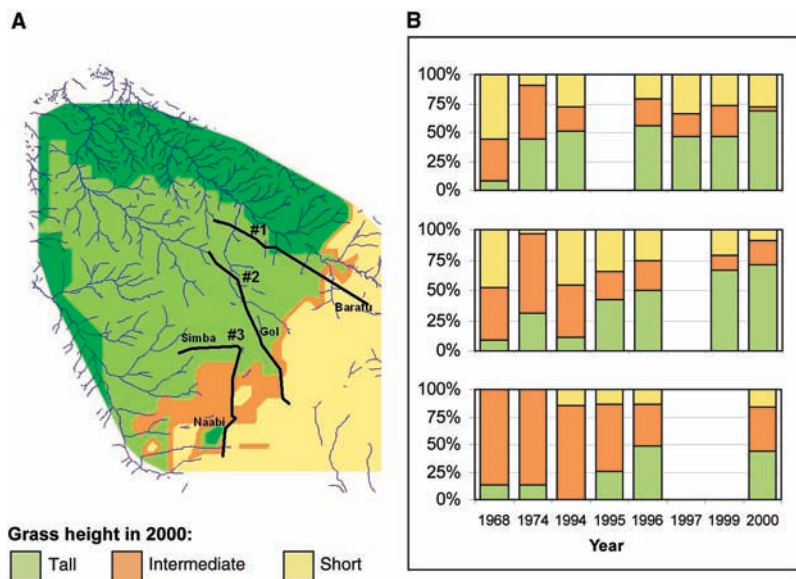 A
#1
#2
Barafu
#3
Simba
Gol
Naabi
Grass height in 2000:
Tall
Intermediate
Short
B
100%
75%
50%
25%
0%
100%
75%
50%
25%
0%
100%
75%
50%
25%
0%
1968 1974 1994 1995 1996 1997 1999 2000
Year